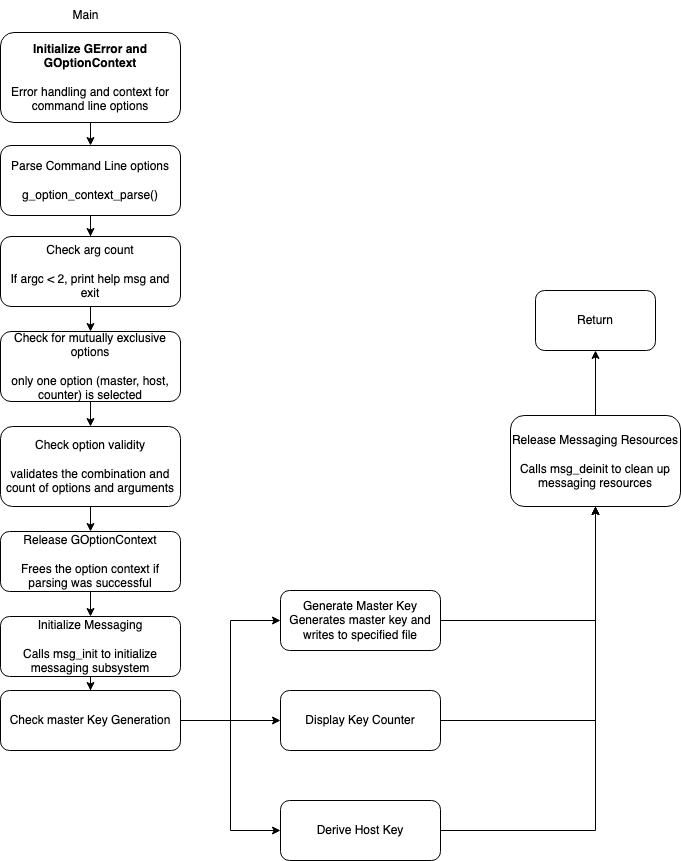 Main
Initialize GError and
GOptionContext
Error handling and context for
command line options
Parse Command Line options
g_option_context_parse()
Check arg count
If argc < 2, print help msg and
exit
Check for mutually exclusive
options
only one option (master, host,
counter) is selected
Check option validity
validates the combination and
count of options and arguments
Release GOptionContext
Frees the option context if
parsing was successful
Initialize Messaging
Calls msg_init to initialize
messaging subsystem
Check master Key Generation
Generate Master Key
Generates master key and
writes to specified file
Display Key Counter
Derive Host Key
Release Messaging Resources
Calls msg_deinit to clean up
messaging resources
Return